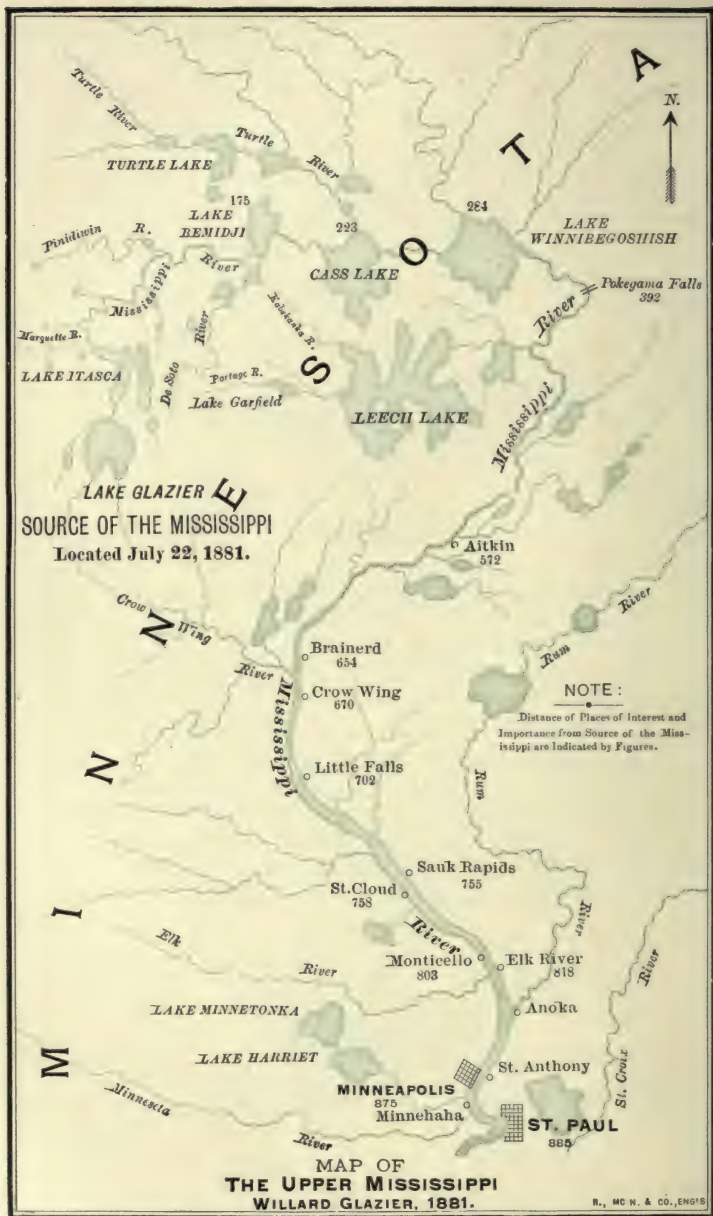 MINNESOTA
N.
Turtle River
Turtle River
TURTLE LAKE
175
LAKE
BEMIDJI
223
CASS LAKE
284
LAKE
WINNIBEGOSHISH
Pinidiwin R.
Mississippi River
Pokegama Falls
392
River
Marquette R.
LAKE ITASCA
De Soto River
Kabekanka R.
Portage R.
Lake Garfield
LEECH LAKE
Mississippi
LAKE GLAZIER
SOURCE OF THE MISSISSIPPI
Located July 22, 1881.
Aitkin
572
Crow Wing River
Rum River
Brainerd
654
Crow Wing
670
Mississippi
NOTE:
Distance of Places of Interest and
Importance from Source of the Miss-
issippi are Indicated by Figures.
Little Falls
702
Rum River
Sauk Rapids
755
St. Cloud
758
River
Elk River
Monticello
803
Elk River
818
LAKE MINNETONKA
Anoka
LAKE HARRIET
St. Croix River
St. Anthony
MINNEAPOLIS
875
Minnehaha
ST. PAUL
885
Minnesota River
MAP OF
THE UPPER MISSISSIPPI
WILLARD GLAZIER, 1881.
R., MC N. & CO., ENG'S